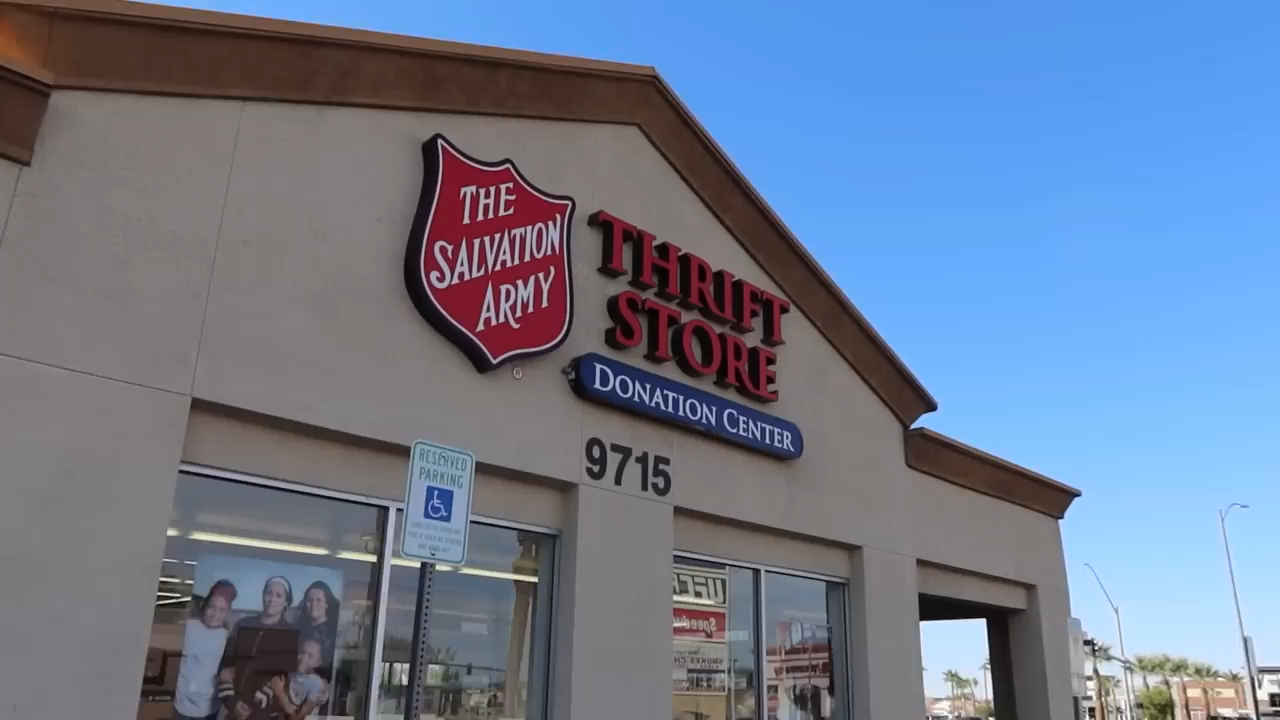 THE
SALVATION
ARMY
®
THRIFT
STORE
DONATION CENTER
9715
RESERVED
PARKING